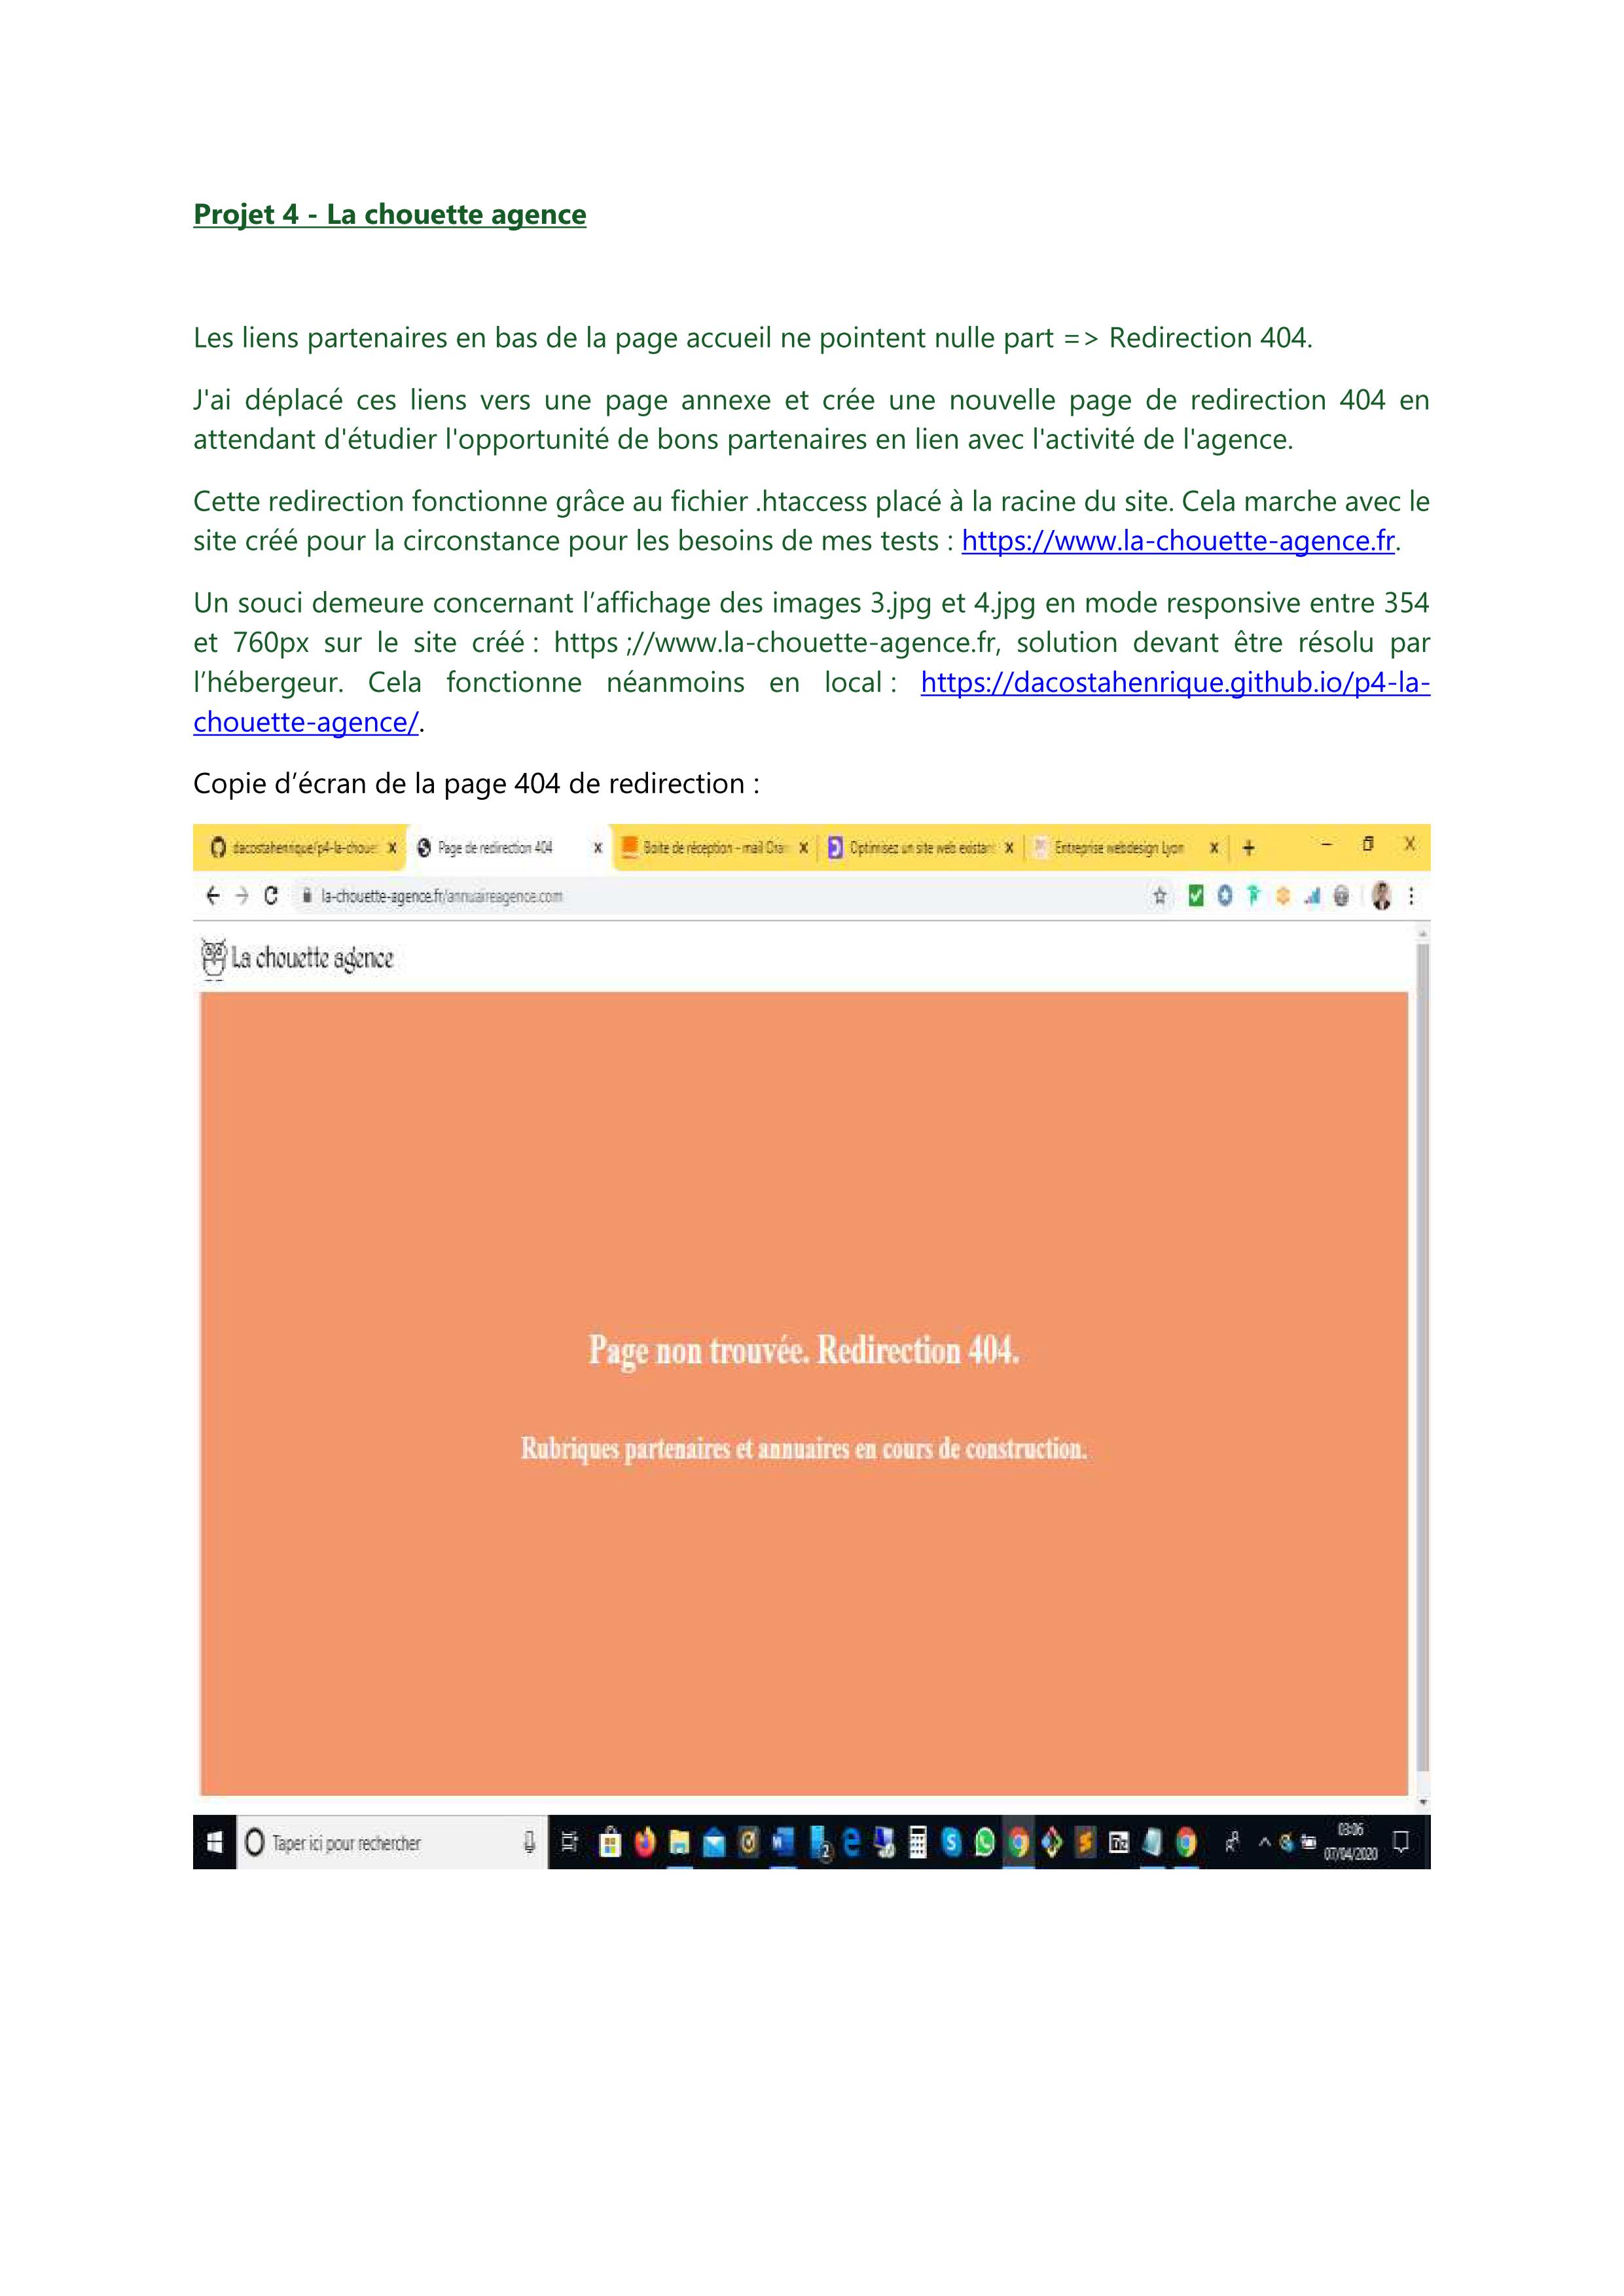 Projet 4 - La chouette agence
Les liens partenaires en bas de la page accueil ne pointent nulle part => Redirection 404.
J'ai déplacé ces liens vers une page annexe et crée une nouvelle page de redirection 404 en
attendant d'étudier l'opportunité de bons partenaires en lien avec l'activité de l'agence.
Cette redirection fonctionne grâce au fichier .htaccess placé à la racine du site. Cela marche avec le
site créé pour la circonstance pour les besoins de mes tests : https://www.la-chouette-agence.fr.
Un souci demeure concernant l’affichage des images 3.jpg et 4.jpg en mode responsive entre 354
et 760px sur le site créé : https ;//www.la-chouette-agence.fr, solution devant être résolu par
l’hébergeur. Cela fonctionne néanmoins en local : https://dacostahenrique.github.io/p4-la-
chouette-agence/.
Copie d’écran de la page 404 de redirection :
dacostahenrique/p4-la-chouet Page de redirection 404 Boite de réception - mail Oran Optimisez un site web existant Entreprise webdesign Lyon
la-chouette-agence.fr/annuaireagence.com
La chouette agence
Page non trouvée. Redirection 404.
Rubriques partenaires et annuaires en cours de construction.
Taper ici pour rechercher
03:06
07/04/2020